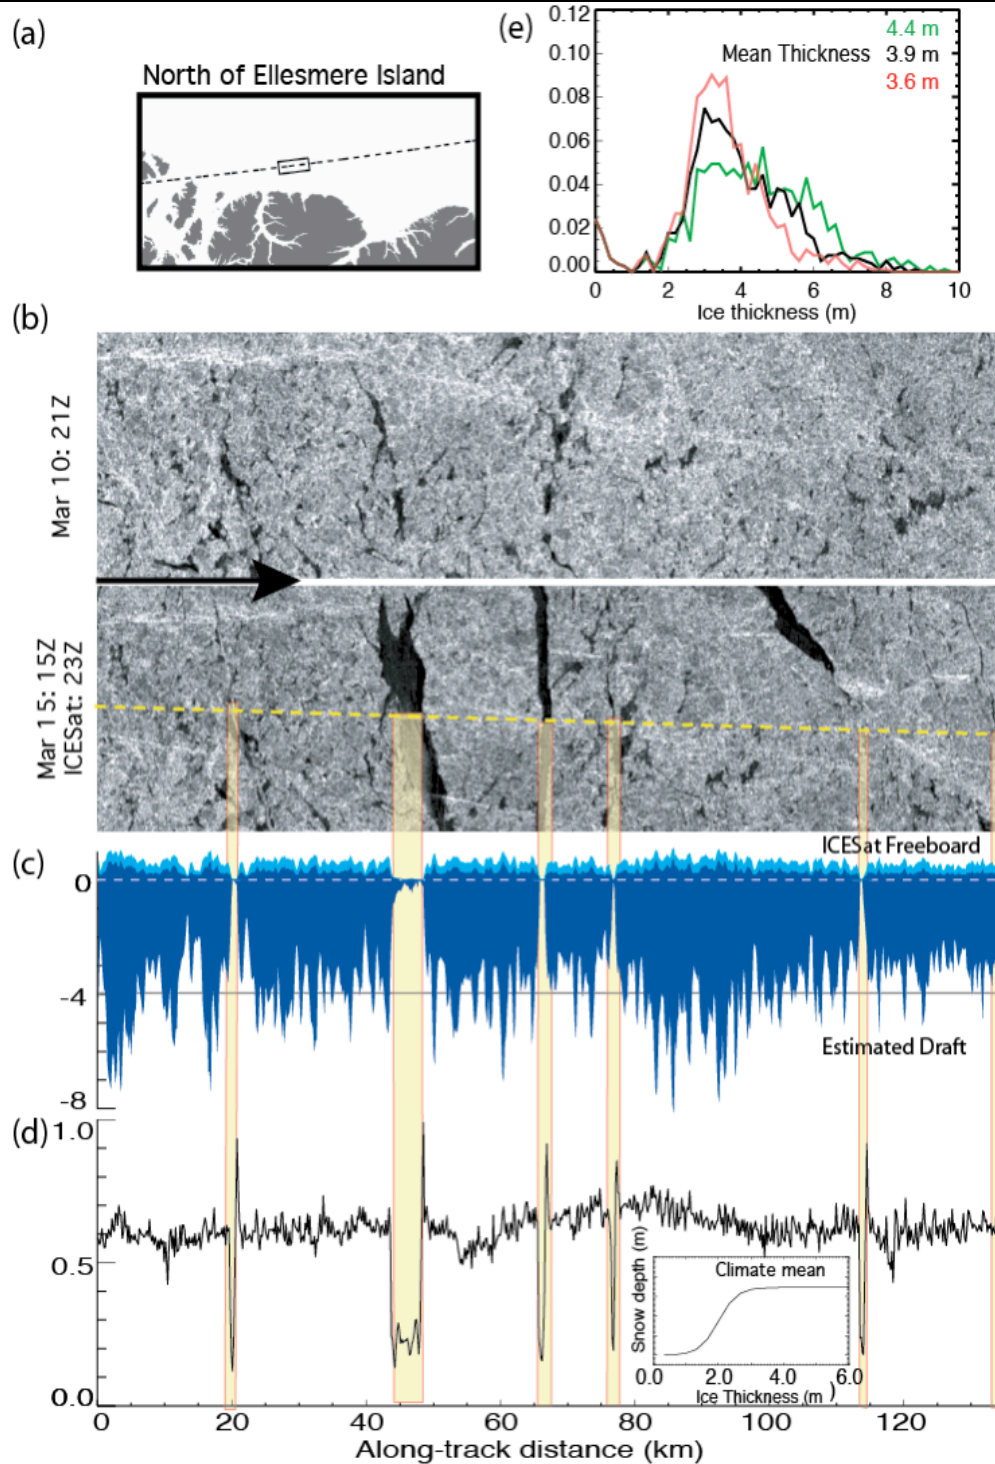 (a)
North of Ellesmere Island
(e)
0.12
0.10
0.08
0.06
0.04
0.02
0.00
4.4 m
Mean Thickness 3.9 m
3.6 m
0 2 4 6 8 10
Ice thickness (m)
(b)
Mar 10: 21Z
Mar 15: 15Z
ICESat: 23Z
(c)
ICESat Freeboard
0
-4
Estimated Draft
-8
(d)
1.0
0.5
0.0
Snow depth (m)
Climate mean
0.0 2.0 4.0 6.0
Ice Thickness (m )
0 20 40 60 80 100 120
Along-track distance (km)